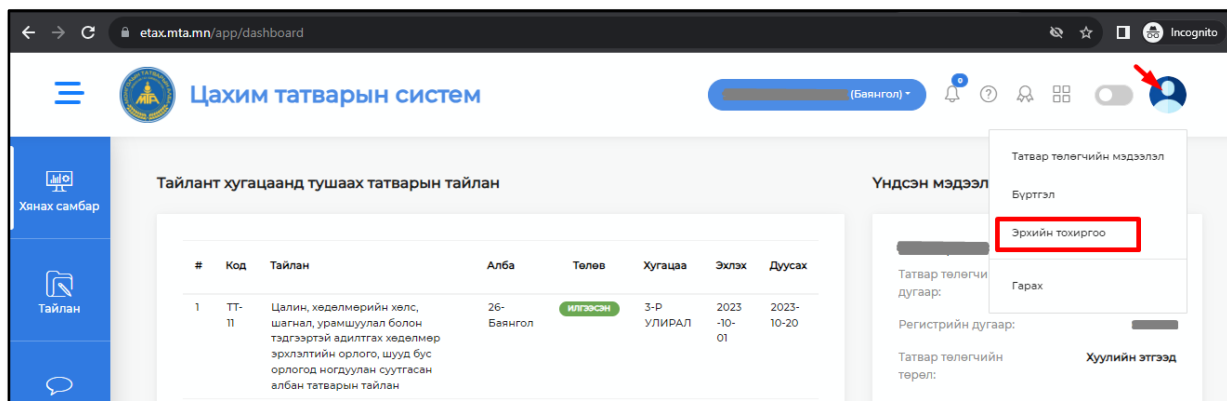 etax.mta.mn/app/dashboard
Incognito
МТА
Цахим татварын систем
(Баянгол)
0
Татвар төлөгчийн мэдээлэл
Бүртгэл
Эрхийн тохиргоо
Гарах
Хянах самбар
Тайлан
Тайлант хугацаанд тушаах татварын тайлан
# Код Тайлан Алба Төлөв Хугацаа Эхлэх Дуусах
1 ТТ-11 Цалин, хөдөлмөрийн хөлс,
шагнал, урамшуулал болон
тэдгээртэй адилтгах хөдөлмөр
эрхлэлтийн орлого, шууд бус
орлогод ногдуулан суутгасан
албан татварын тайлан
26-
Баянгол
ИЛГЭЭСЭН
3-Р
УЛИРАЛ
2023
-10-
01
2023-
10-20
Үндсэн мэдээл
Татвар төлөгчи
дугаар:
Регистрийн дугаар:
Татвар төлөгчийн
төрөл:
Хуулийн этгээд